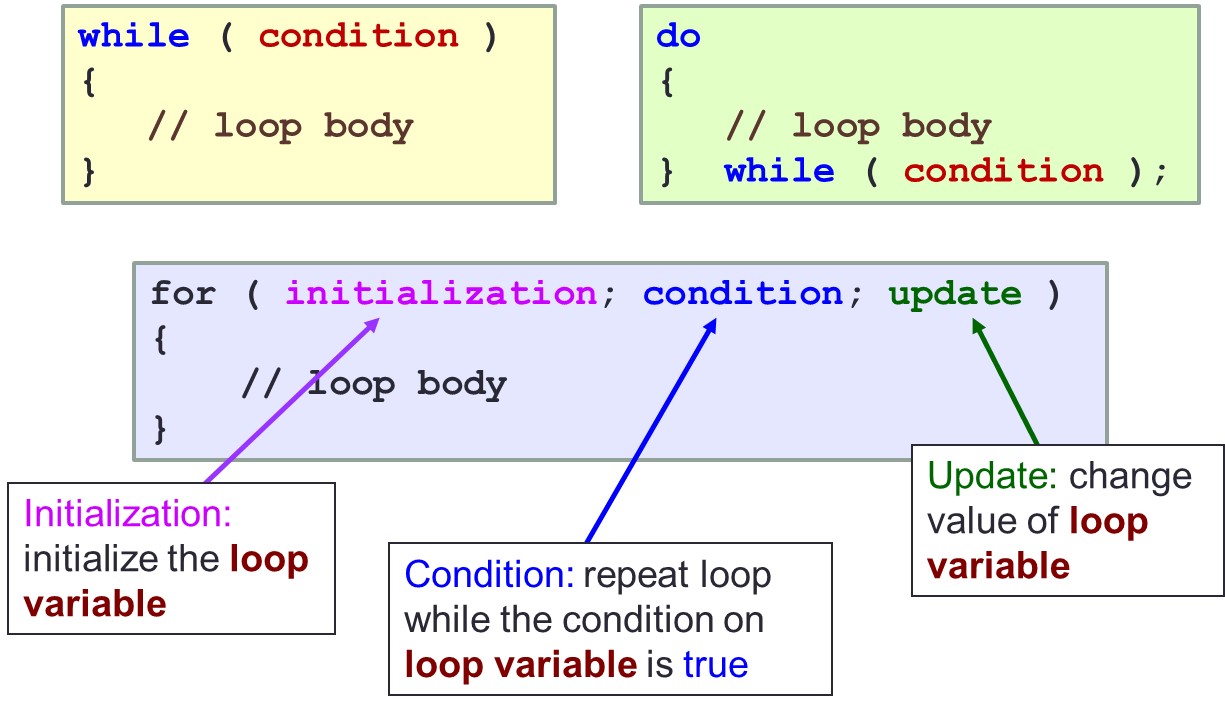 while ( condition )
{
// loop body
}
do
{
// loop body
} while ( condition );
for ( initialization; condition; update )
{
// loop body
}
Initialization:
initialize the loop
variable
Condition: repeat loop
while the condition on
loop variable is true
Update: change
value of loop
variable